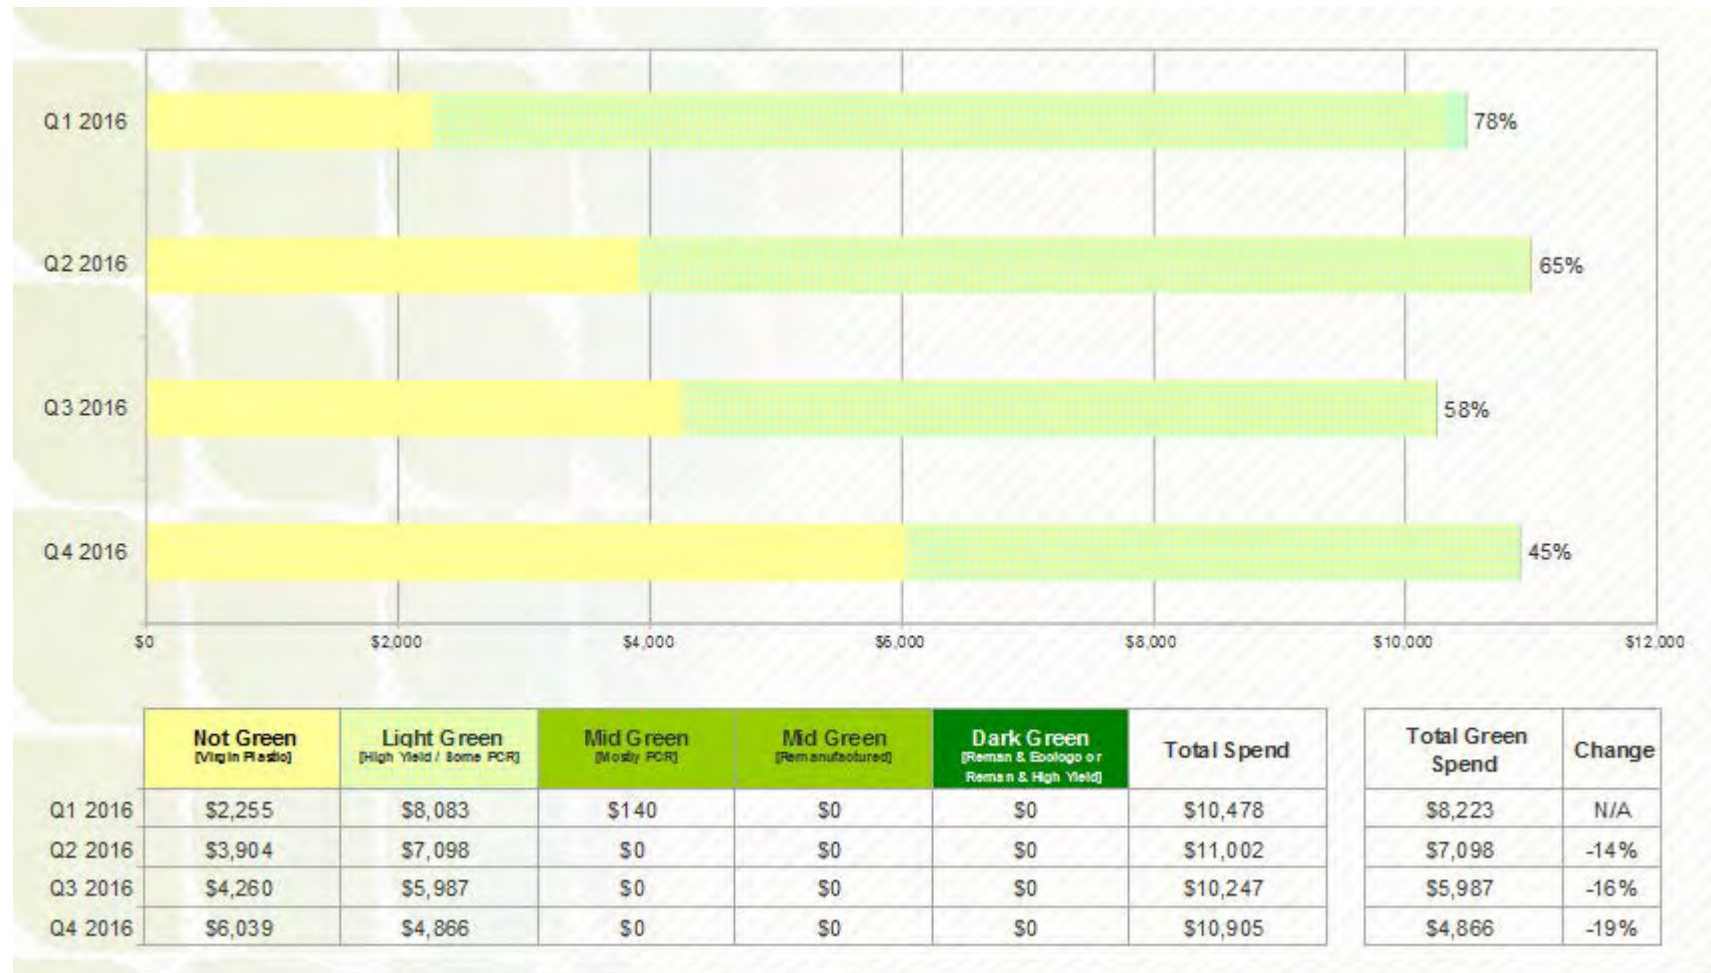 Q1 2016
78%
Q2 2016
65%
Q3 2016
58%
Q4 2016
45%
$0 $2,000 $4,000 $6,000 $8,000 $10,000 $12,000
Not Green Light Green Mid Green Mid Green Dark Green Total Spend Total Green Spend Change
[Virgin Plastic] [High Yield / Some PCR] [Mostly PCR] [Remanufactured] [Reman & Ecologo or
Reman & High Yield]
Q1 2016 $2,255 $8,083 $140 $0 $0 $10,478 $8,223 N/A
Q2 2016 $3,904 $7,098 $0 $0 $0 $11,002 $7,098 -14%
Q3 2016 $4,260 $5,987 $0 $0 $0 $10,247 $5,987 -16%
Q4 2016 $6,039 $4,866 $0 $0 $0 $10,905 $4,866 -19%